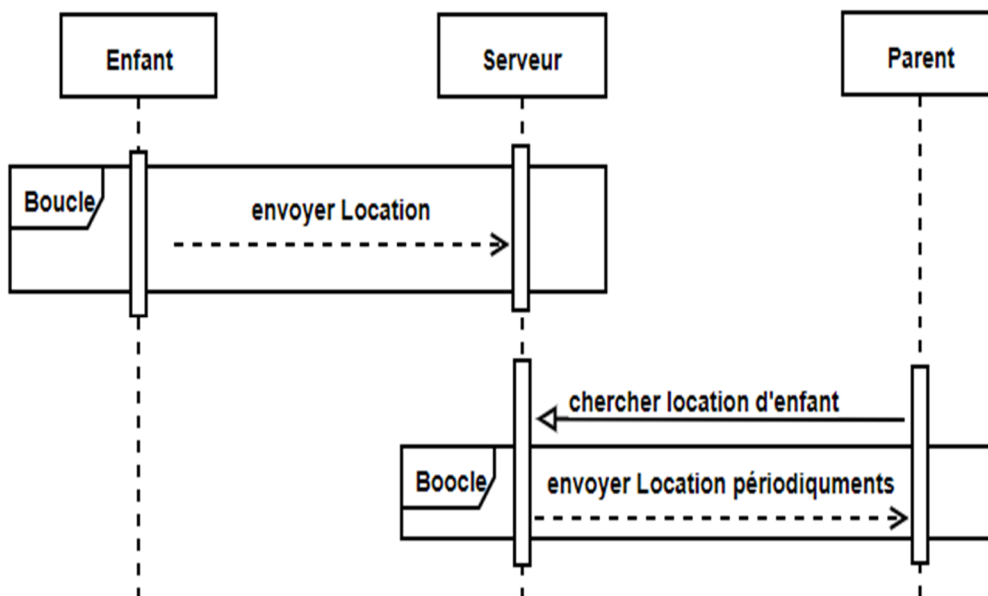 Enfant
Serveur
Parent
Boucle
envoyer Location
chercher location d'enfant
Boocle
envoyer Location périodiquments